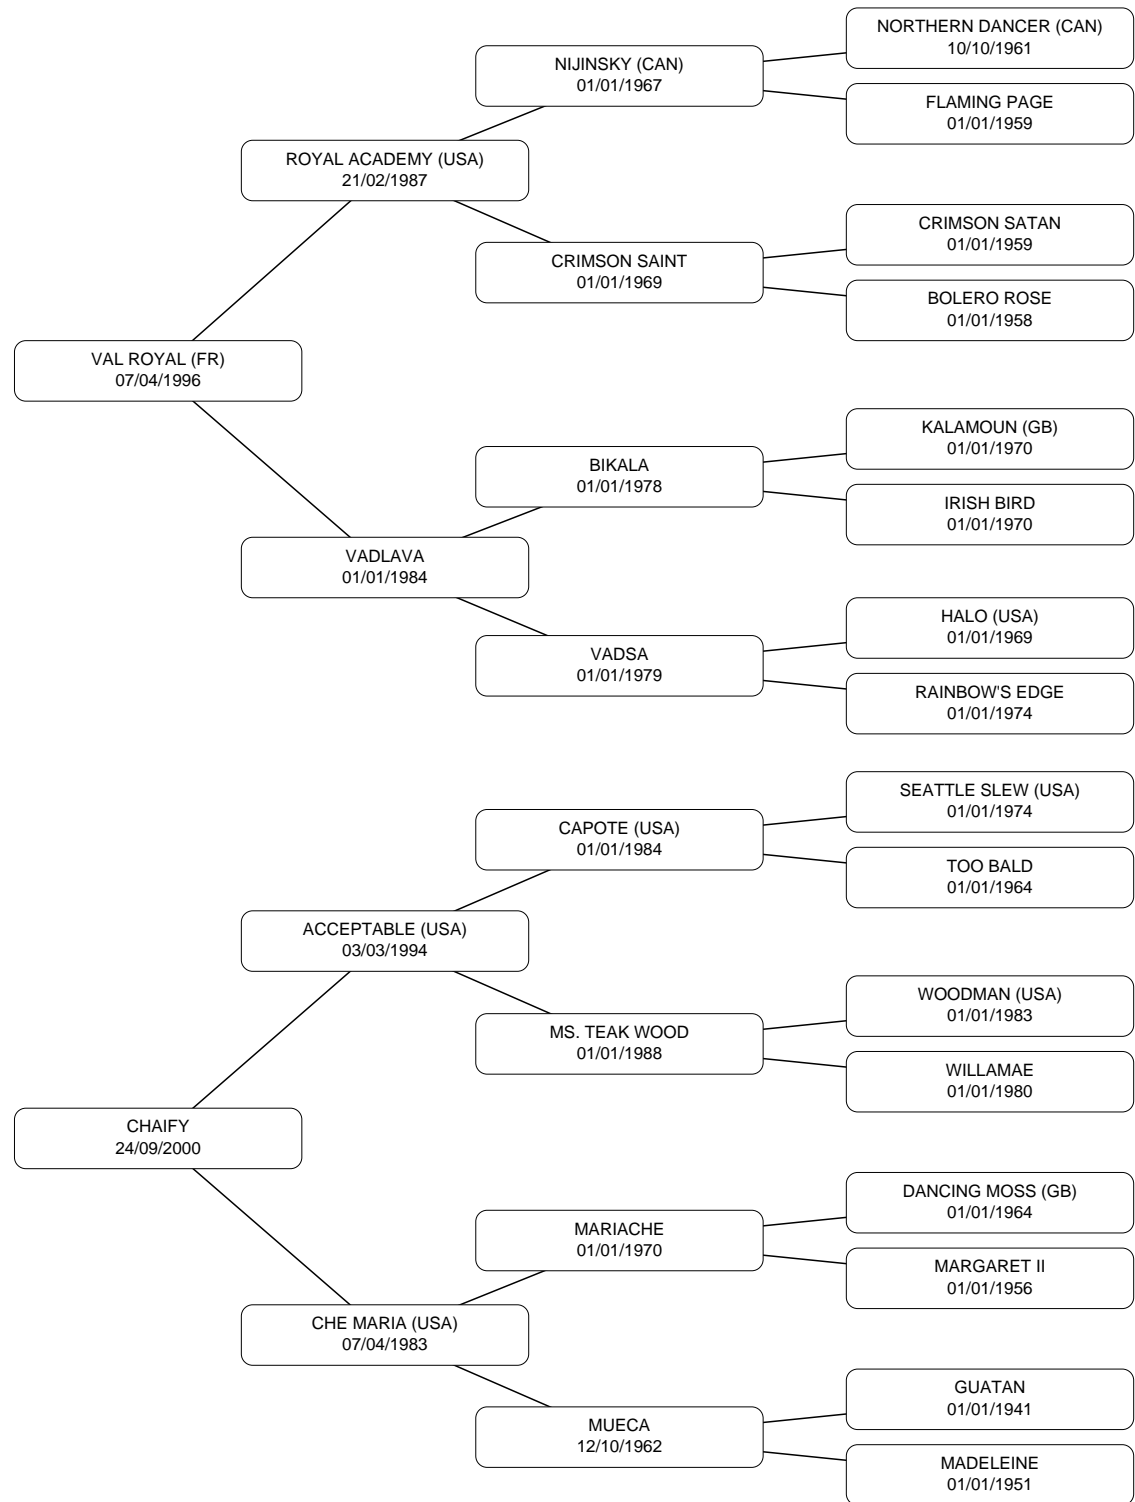 NORTHERN DANCER (CAN)
10/10/1961
NIJINSKY (CAN)
01/01/1967
FLAMING PAGE
01/01/1959
ROYAL ACADEMY (USA)
21/02/1987
CRIMSON SATAN
01/01/1959
CRIMSON SAINT
01/01/1969
BOLERO ROSE
01/01/1958
VAL ROYAL (FR)
07/04/1996
KALAMOUN (GB)
01/01/1970
BIKALA
01/01/1978
IRISH BIRD
01/01/1970
VADLAVA
01/01/1984
HALO (USA)
01/01/1969
VADSA
01/01/1979
RAINBOW'S EDGE
01/01/1974
SEATTLE SLEW (USA)
01/01/1974
CAPOTE (USA)
01/01/1984
TOO BALD
01/01/1964
ACCEPTABLE (USA)
03/03/1994
WOODMAN (USA)
01/01/1983
MS. TEAK WOOD
01/01/1988
WILLAMAE
01/01/1980
CHAIFY
24/09/2000
DANCING MOSS (GB)
01/01/1964
MARIACHE
01/01/1970
MARGARET II
01/01/1956
CHE MARIA (USA)
07/04/1983
GUATAN
01/01/1941
MUECA
12/10/1962
MADELEINE
01/01/1951